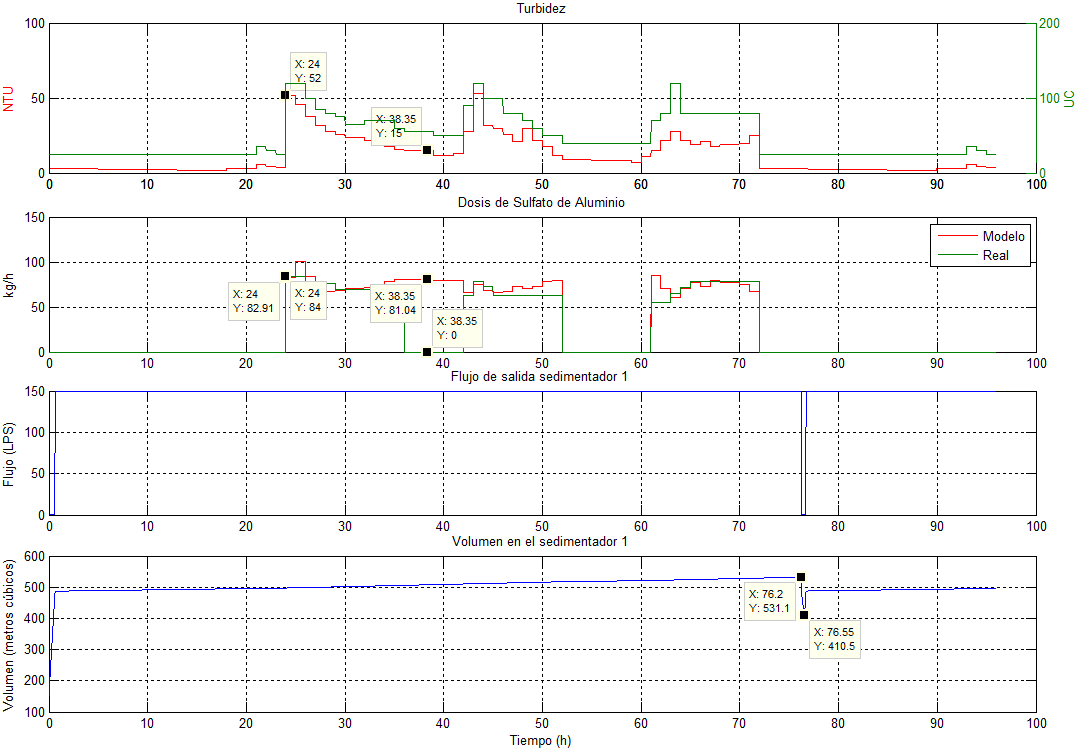 Turbidez
100
50
0
NTU
200
100
0
UC
X: 24
Y: 52
X: 38.35
Y: 15
0 10 20 30 40 50 60 70 80 90 100
Dosis de Sulfato de Aluminio
150
100
50
0
kg/h
Modelo
Real
X: 24
Y: 82.91
X: 24
Y: 84
X: 38.35
Y: 81.04
X: 38.35
Y: 0
0 10 20 30 40 50 60 70 80 90 100
Flujo de salida sedimentador 1
150
100
50
0
Flujo (LPS)
0 10 20 30 40 50 60 70 80 90 100
Volumen en el sedimentador 1
600
500
400
300
200
100
Volumen (metros cúbicos)
X: 76.2
Y: 531.1
X: 76.55
Y: 410.5
0 10 20 30 40 50 60 70 80 90 100
Tiempo (h)